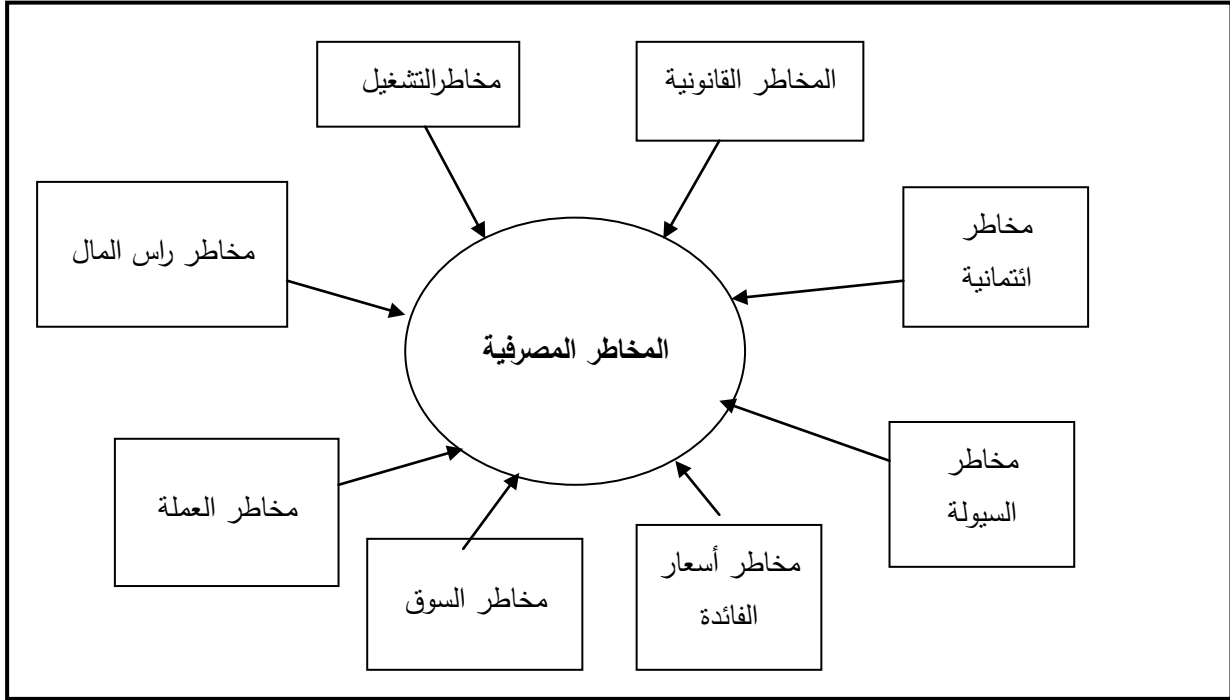 المخاطر القانونية
مخاطرالتشغيل
مخاطر
ائتمانية
مخاطر راس المال
المخاطر المصرفية
مخاطر
السيولة
مخاطر العملة
مخاطر أسعار
الفائدة
مخاطر السوق